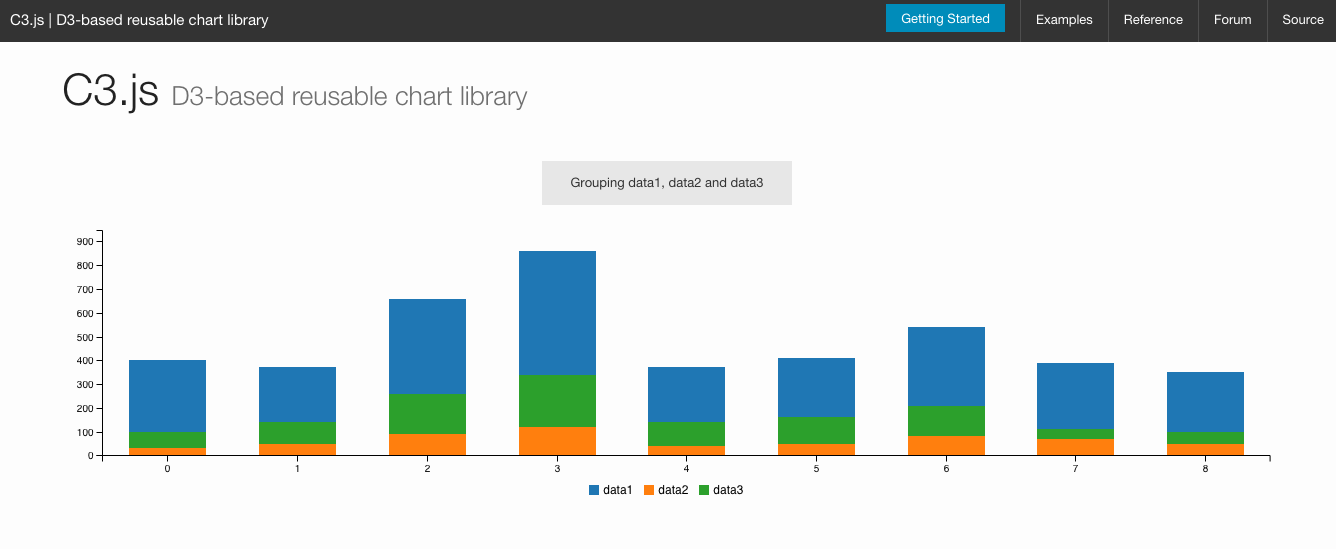 C3.js | D3-based reusable chart library Getting Started Examples Reference Forum Source
C3.js D3-based reusable chart library
Grouping data1, data2 and data3
900
800
700
600
500
400
300
200
100
0
0 1 2 3 4 5 6 7 8
data1 data2 data3